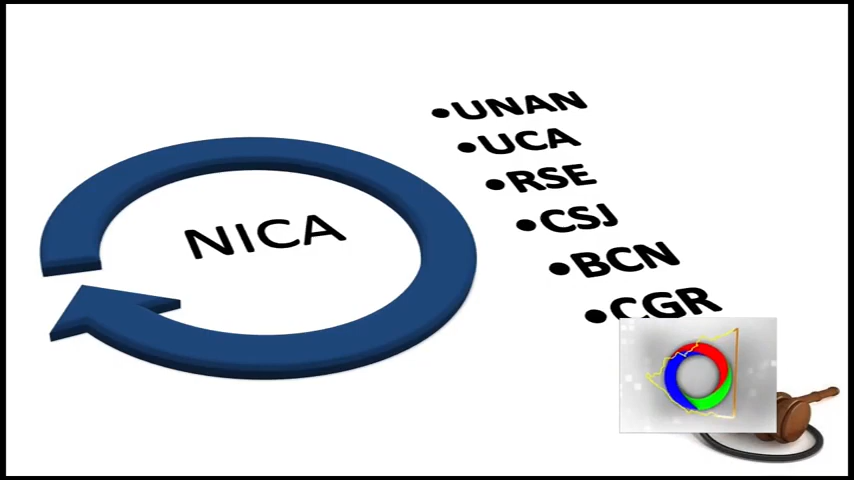 NICA
•UNAN
•UCA
•RSE
•CSJ
•BCN
•CGR